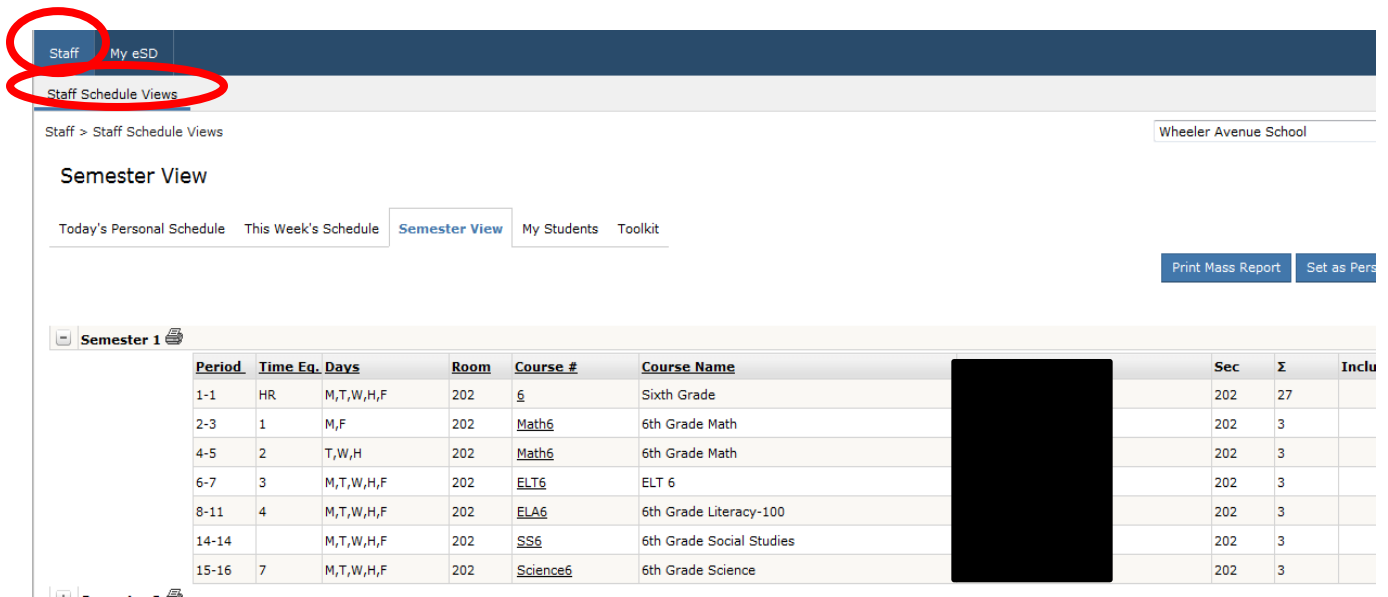 Staff My eSD
Staff Schedule Views
Staff > Staff Schedule Views Wheeler Avenue School
Semester View
Today's Personal Schedule This Week's Schedule Semester View My Students Toolkit
Print Mass Report Set as Pers
Semester 1
Period Time Eq. Days Room Course # Course Name Sec Σ Inclu
1-1 HR M,T,W,H,F 202 6 Sixth Grade 202 27
2-3 1 M,F 202 Math6 6th Grade Math 202 3
4-5 2 T,W,H 202 Math6 6th Grade Math 202 3
6-7 3 M,T,W,H,F 202 ELT6 ELT 6 202 3
8-11 4 M,T,W,H,F 202 ELA6 6th Grade Literacy-100 202 3
14-14 M,T,W,H,F 202 SS6 6th Grade Social Studies 202 3
15-16 7 M,T,W,H,F 202 Science6 6th Grade Science 202 3